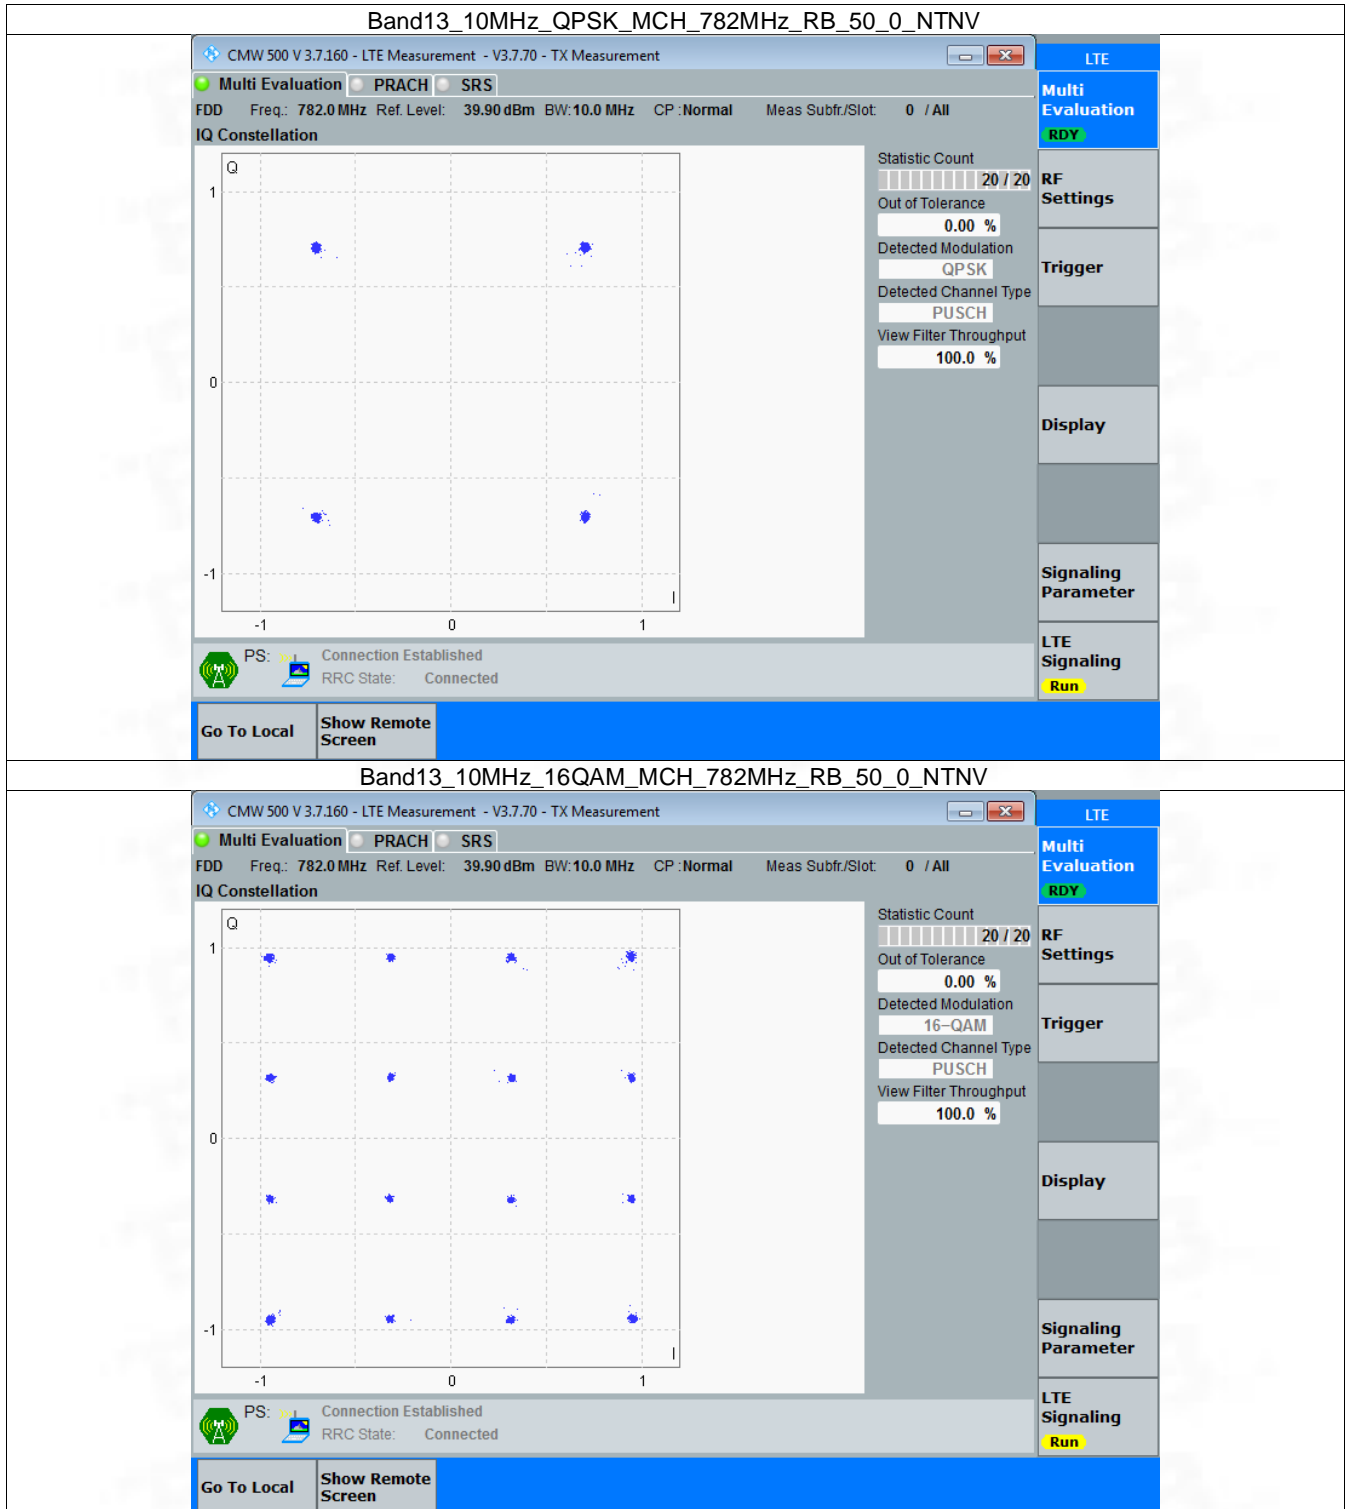 Band13_10MHz_QPSK_MCH_782MHz_RB_50_0_NTNV
CMW 500 V 3.7.160 - LTE Measurement - V3.7.70 - TX Measurement
LTE
Multi Evaluation PRACH SRS
Multi
Evaluation
RDY
FDD Freq.: 782.0 MHz Ref. Level: 39.90 dBm BW: 10.0 MHz CP : Normal Meas Subfr./Slot: 0 / All
IQ Constellation
Q
1
0
-1
I
-1 0 1
Statistic Count
20 / 20
Out of Tolerance
0.00 %
Detected Modulation
QPSK
Detected Channel Type
PUSCH
View Filter Throughput
100.0 %
RF
Settings
Trigger
Display
Signaling
Parameter
LTE
Signaling
Run
PS: Connection Established
RRC State: Connected
Go To Local
Show Remote
Screen
Band13_10MHz_16QAM_MCH_782MHz_RB_50_0_NTNV
CMW 500 V 3.7.160 - LTE Measurement - V3.7.70 - TX Measurement
LTE
Multi Evaluation PRACH SRS
Multi
Evaluation
RDY
FDD Freq.: 782.0 MHz Ref. Level: 39.90 dBm BW: 10.0 MHz CP : Normal Meas Subfr./Slot: 0 / All
IQ Constellation
Q
1
0
-1
I
-1 0 1
Statistic Count
20 / 20
Out of Tolerance
0.00 %
Detected Modulation
16-QAM
Detected Channel Type
PUSCH
View Filter Throughput
100.0 %
RF
Settings
Trigger
Display
Signaling
Parameter
LTE
Signaling
Run
PS: Connection Established
RRC State: Connected
Go To Local
Show Remote
Screen